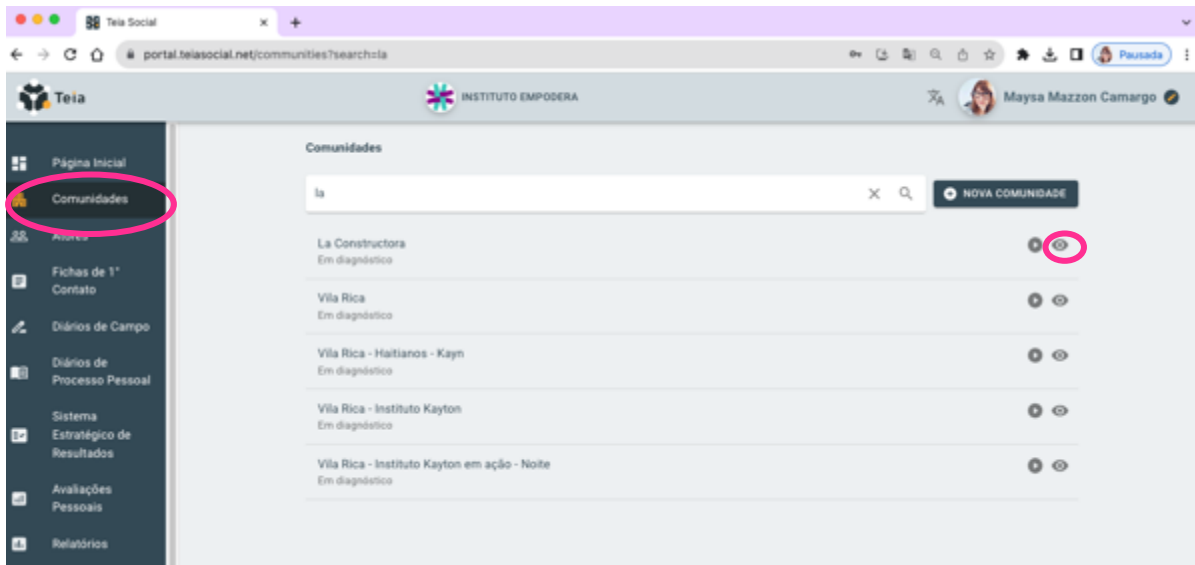 Teia Social
portal.teiasocial.net/communities?search=la
Pausada
Teia
INSTITUTO EMPODERA
Maysa Mazzon Camargo
Página Inicial
Comunidades
Atores
Fichas de 1°
Contato
Diários de Campo
Diários de
Processo Pessoal
Sistema
Estratégico de
Resultados
Avaliações
Pessoais
Relatórios
Comunidades
la
NOVA COMUNIDADE
La Constructora
Em diagnóstico
Vila Rica
Em diagnóstico
Vila Rica - Haitianos - Kayn
Em diagnóstico
Vila Rica - Instituto Kayton
Em diagnóstico
Vila Rica - Instituto Kayton em ação - Noite
Em diagnóstico